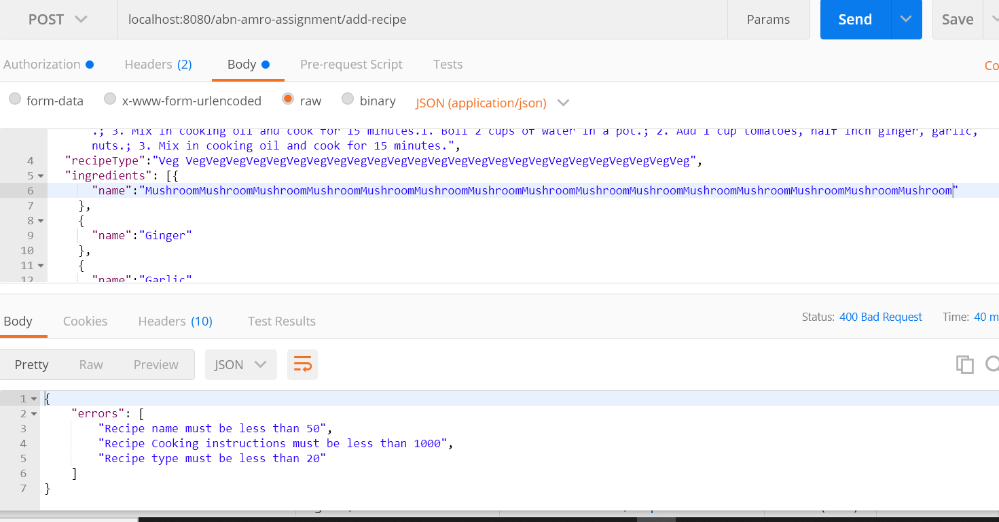 POST localhost:8080/abn-amro-assignment/add-recipe Params Send Save
Authorization Headers (2) Body Pre-request Script Tests Co
form-data x-www-form-urlencoded raw binary JSON (application/json)
.; 3. Mix in cooking oil and cook for 15 minutes.1. Boil 2 cups of water in a pot.; 2. Add 1 cup tomatoes, half inch ginger, garlic,
nuts.; 3. Mix in cooking oil and cook for 15 minutes.",
4 "recipeType":"Veg VegVegVegVegVegVegVegVegVegVegVegVegVegVegVegVegVegVegVegVegVegVegVegVegVeg",
5 "ingredients": [{
6 "name":"MushroomMushroomMushroomMushroomMushroomMushroomMushroomMushroomMushroomMushroomMushroomMushroomMushroomMushroomMushroom"
7 },
8 {
9 "name":"Ginger"
10 },
11 {
12 "name":"Garlic"
Body Cookies Headers (10) Test Results Status: 400 Bad Request Time: 40 m
Pretty Raw Preview JSON
1 {
2 "errors": [
3 "Recipe name must be less than 50",
4 "Recipe Cooking instructions must be less than 1000",
5 "Recipe type must be less than 20"
6 ]
7 }